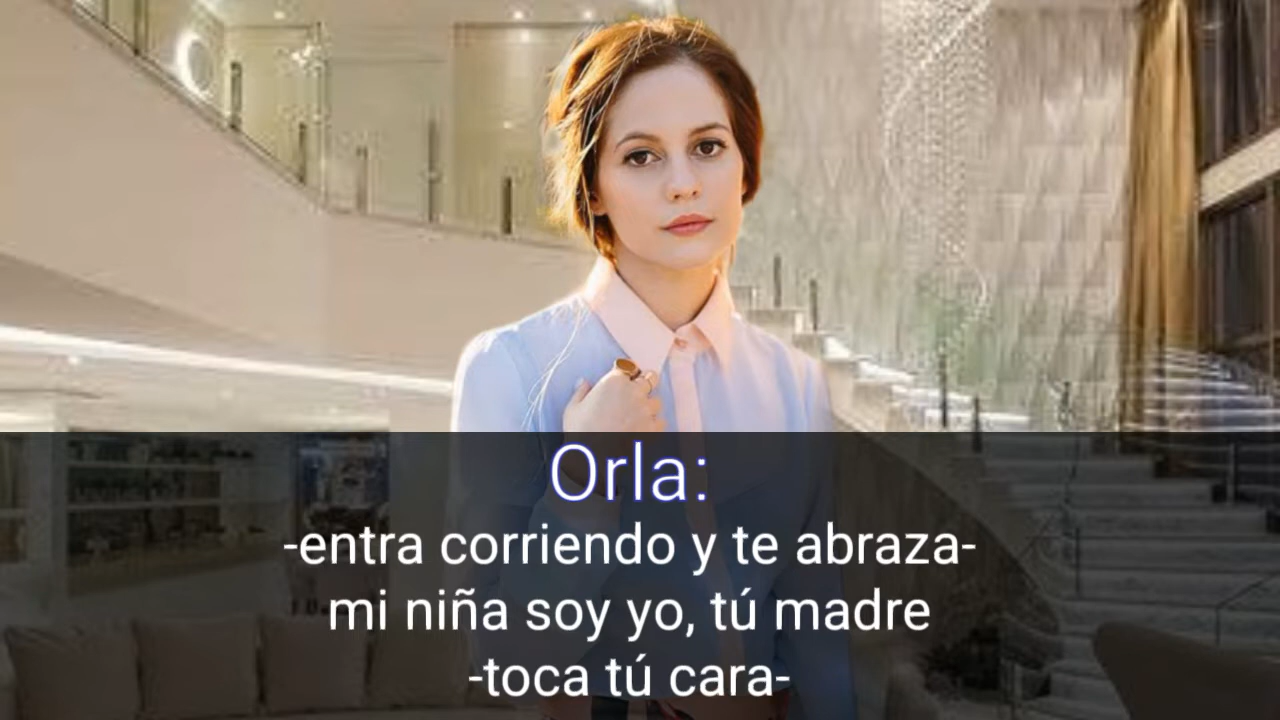 Orla:
-entra corriendo y te abraza-
mi niña soy yo, tú madre
-toca tú cara-